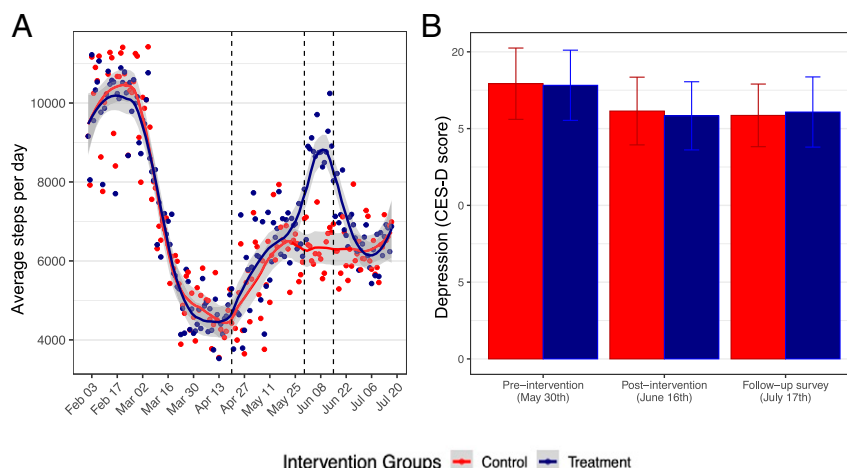 A
B
Average steps per day
10000
8000
6000
4000
Feb 03
Feb 17
Mar 02
Mar 16
Mar 30
Apr 13
Apr 27
May 11
May 25
Jun 08
Jun 22
Jul 06
Jul 20
Depression (CES−D score)
20
5
0
5
0
Pre−intervention
(May 30th)
Post−intervention
(June 16th)
Follow−up survey
(July 17th)
Intervention Groups Control Treatment